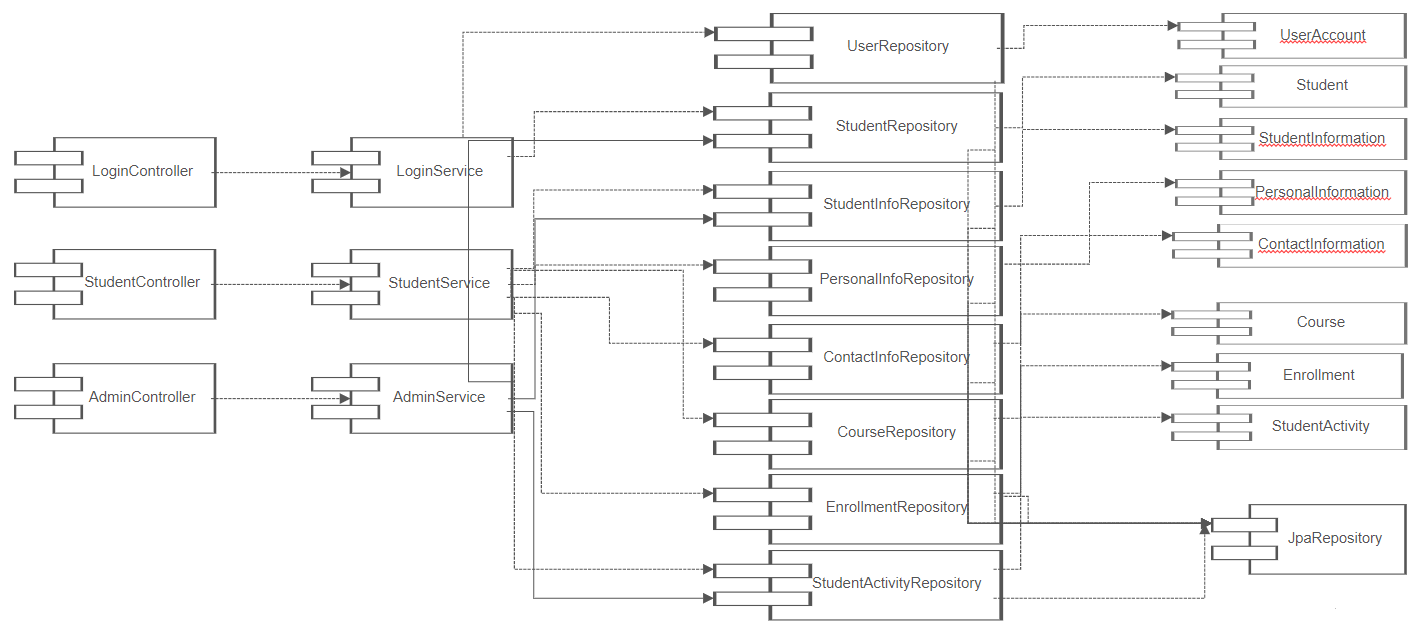 LoginController
StudentController
AdminController
LoginService
StudentService
AdminService
UserRepository
StudentRepository
StudentInfoRepository
PersonalInfoRepository
ContactInfoRepository
CourseRepository
EnrollmentRepository
StudentActivityRepository
UserAccount
Student
StudentInformation
PersonalInformation
ContactInformation
Course
Enrollment
StudentActivity
JpaRepository